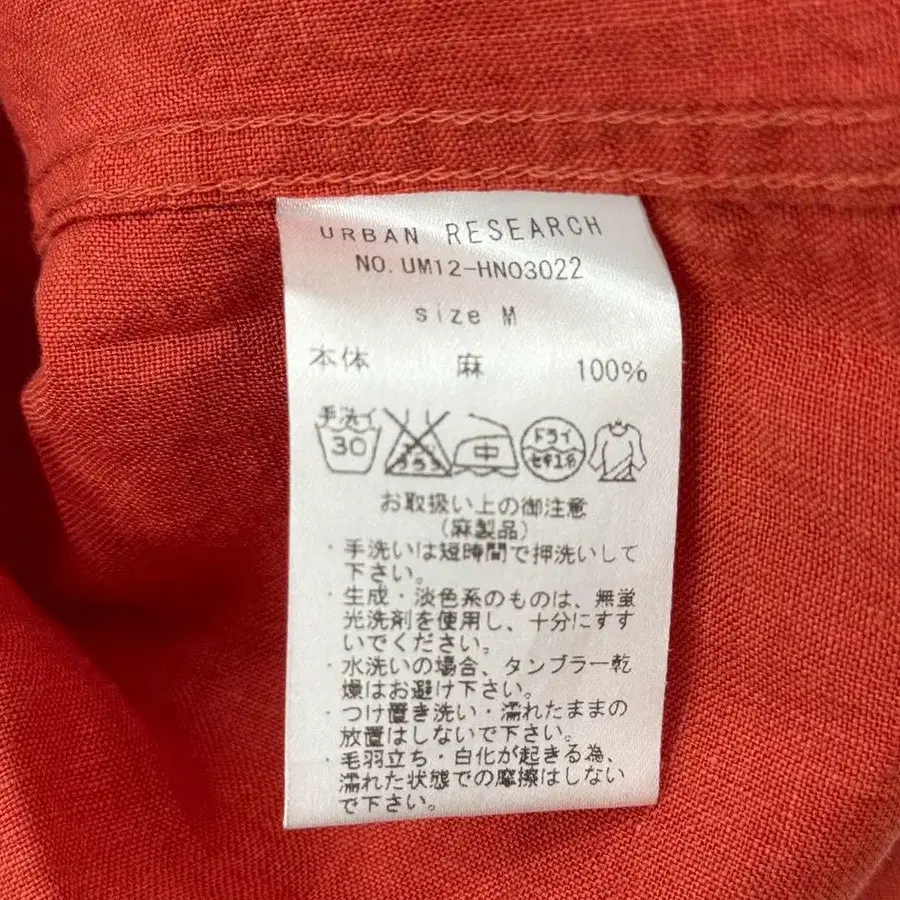 URBAN RESEARCH
NO. UM12-HN03022
size M
本体 麻 100%
手洗イ
30 中 ドライ
セキユ系
お取扱い上の御注意
(麻製品)
・手洗いは短時間で押洗いして
下さい。
・生成・淡色系のものは、無蛍
光洗剤を使用し、十分にすす
いでください。
・水洗いの場合、タンブラー乾
燥はお避け下さい。
・つけ置き洗い・濡れたままの
放置はしないで下さい。
・毛羽立ち・白化が起きる為、
濡れた状態での摩擦はしない
で下さい。